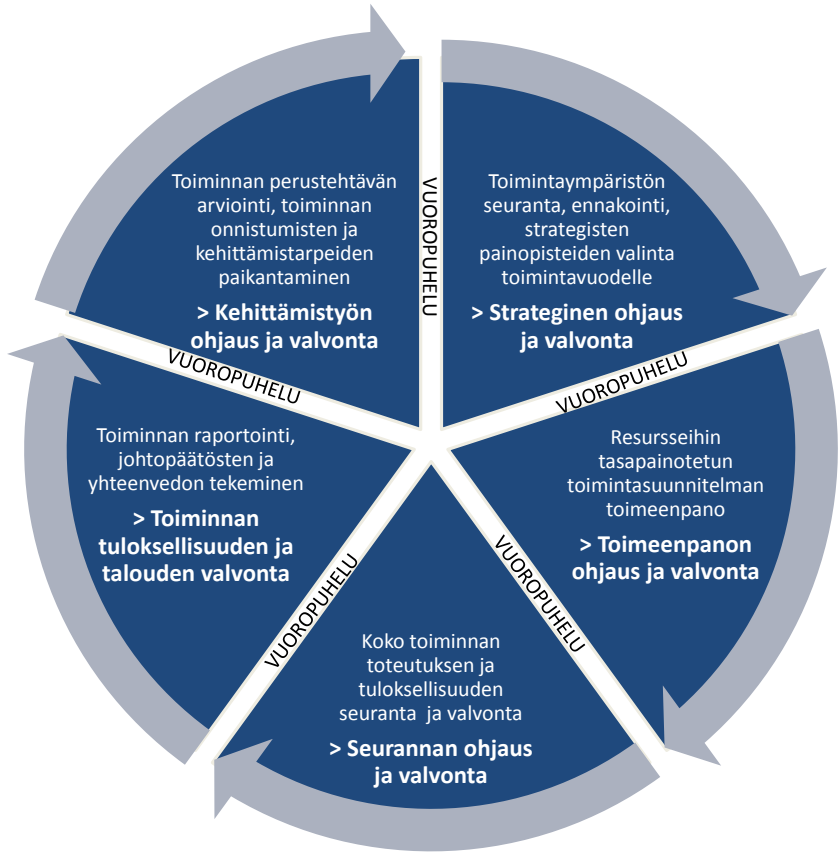 Toimintaympäristön
seuranta, ennakointi,
strategisten
painopisteiden valinta
toimintavuodelle
> Strateginen ohjaus
ja valvonta
VUOROPUHELU
Resursseihin
tasapainotetun
toimintasuunnitelman
toimeenpano
> Toimeenpanon
ohjaus ja valvonta
VUOROPUHELU
Koko toiminnan
toteutuksen ja
tuloksellisuuden
seuranta ja valvonta
> Seurannan ohjaus
ja valvonta
VUOROPUHELU
Toiminnan raportointi,
johtopäätösten ja
yhteenvedon tekeminen
> Toiminnan
tuloksellisuuden ja
talouden valvonta
VUOROPUHELU
Toiminnan perustehtävän
arviointi, toiminnan
onnistumisten ja
kehittämistarpeiden
paikantaminen
> Kehittämistyön
ohjaus ja valvonta
VUOROPUHELU